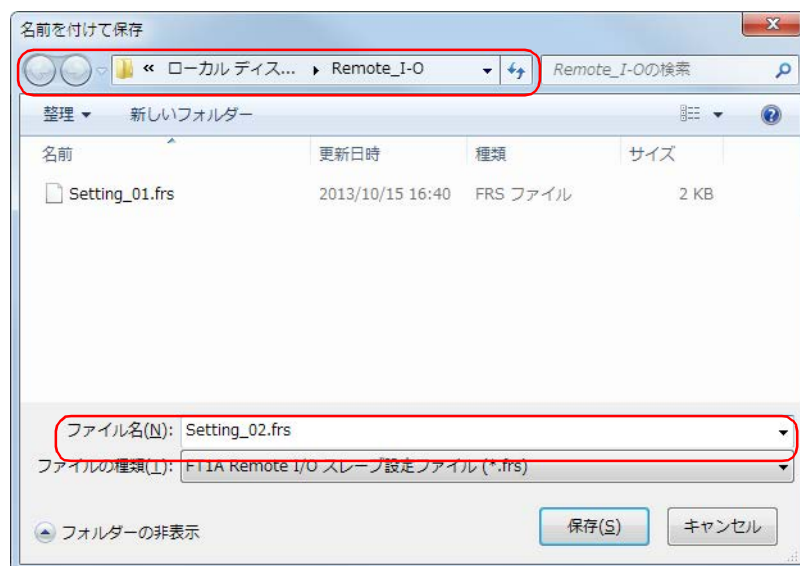 名前を付けて保存
« ローカル ディス... ▸ Remote_I-O Remote_I-Oの検索
整理 ▼ 新しいフォルダー
名前 更新日時 種類 サイズ
Setting_01.frs 2013/10/15 16:40 FRS ファイル 2 KB
ファイル名(N): Setting_02.frs
ファイルの種類(T): FT1A Remote I/O スレーブ設定ファイル (*.frs)
フォルダーの非表示 保存(S) キャンセル